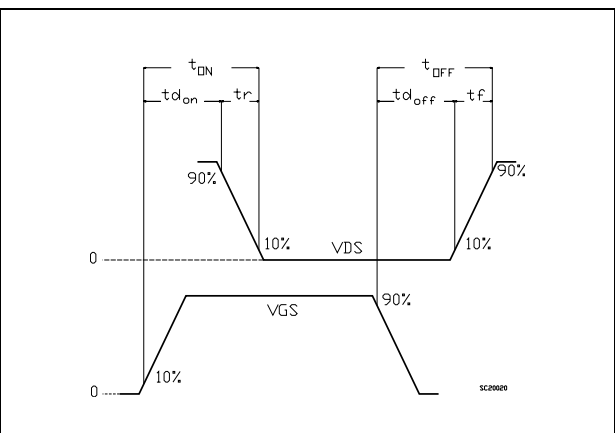 tON tOFF
tdon tr tdoff tf
90% 90%
10% 10%
0 VDS
90%
VGS
10%
0 SC20020